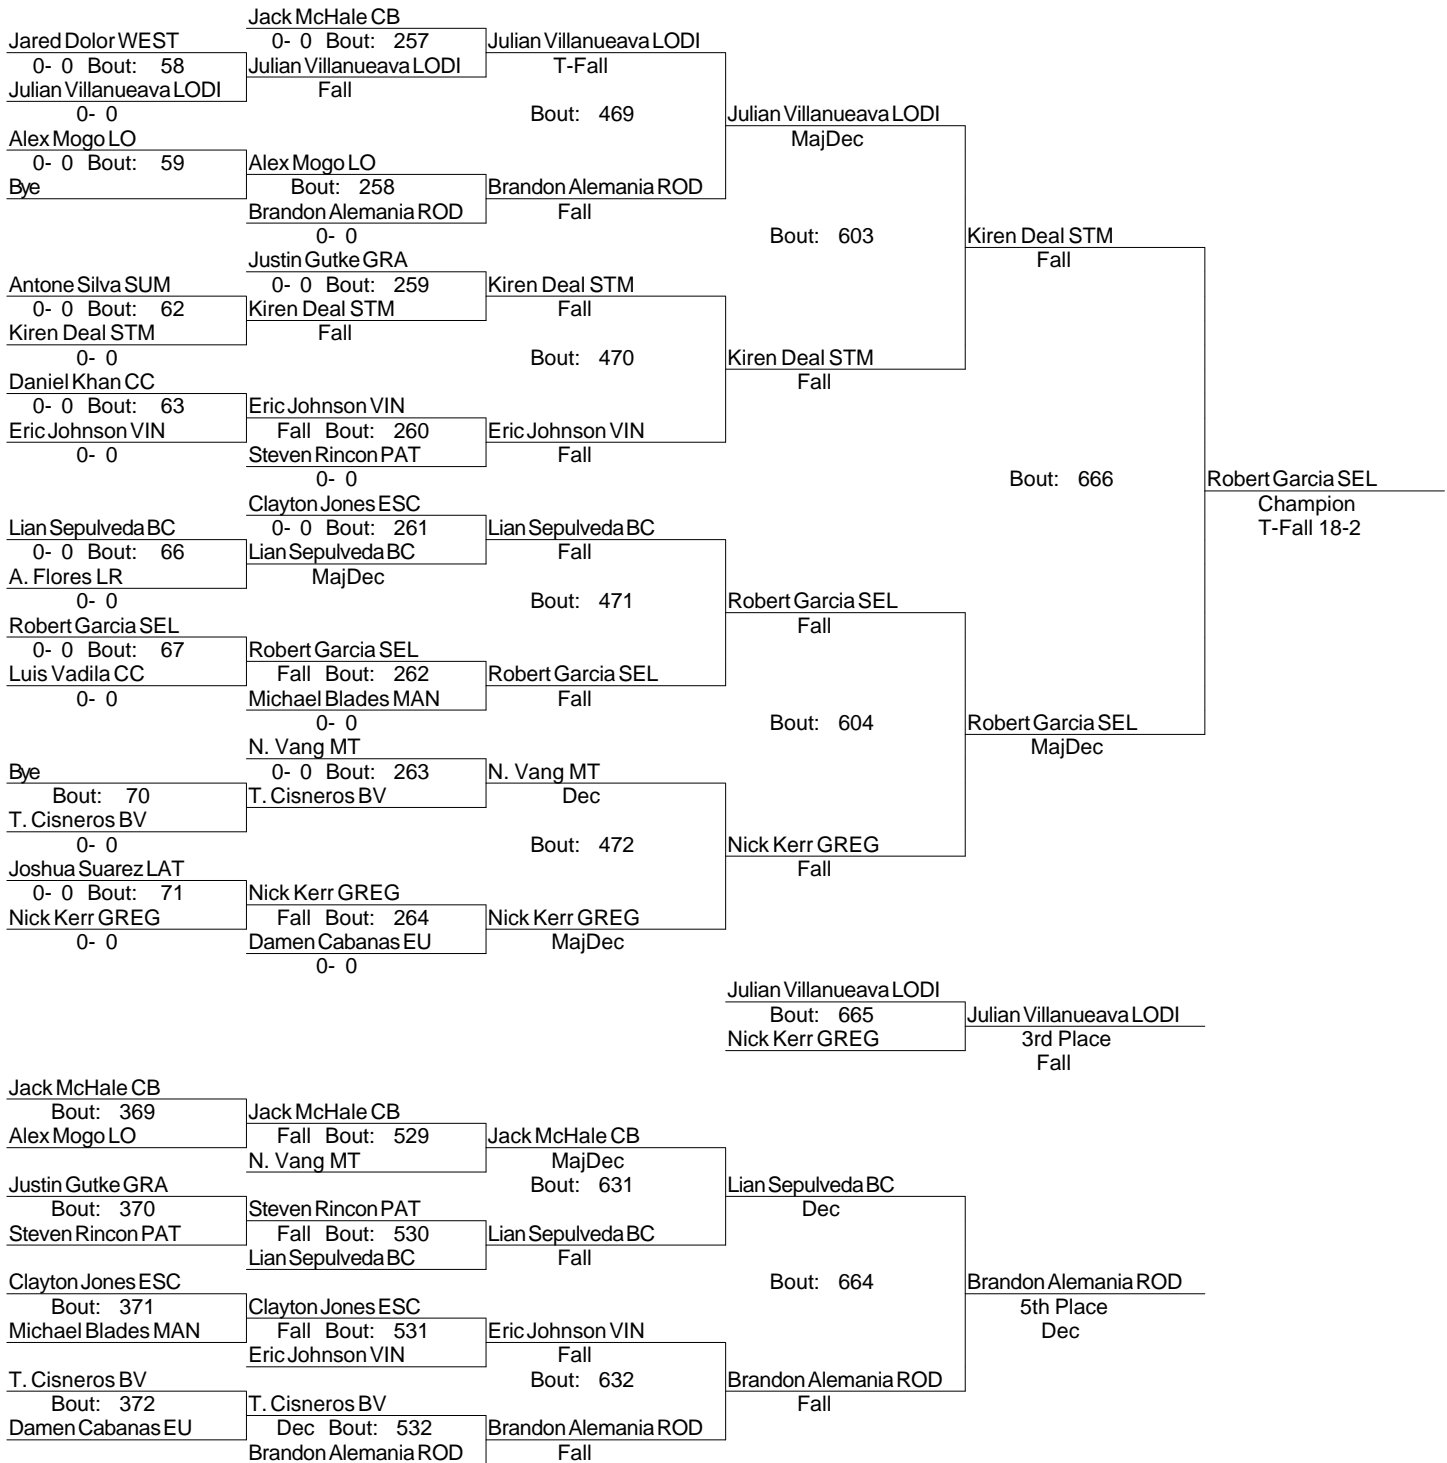 Jack McHale CB
Jared Dolor WEST 0- 0 Bout: 257 Julian Villanueava LODI
0- 0 Bout: 58 Julian Villanueava LODI T-Fall
Julian Villanueava LODI Fall
0- 0 Bout: 469 Julian Villanueava LODI
Alex Mogo LO MajDec
0- 0 Bout: 59 Alex Mogo LO
Bye Bout: 258 Brandon Alemania ROD
Brandon Alemania ROD Fall
0- 0 Bout: 603 Kiren Deal STM
Justin Gutke GRA Fall
Antone Silva SUM 0- 0 Bout: 259 Kiren Deal STM
0- 0 Bout: 62 Kiren Deal STM Fall
Kiren Deal STM Fall
0- 0 Bout: 470 Kiren Deal STM
Daniel Khan CC Fall
0- 0 Bout: 63 Eric Johnson VIN
Eric Johnson VIN Fall Bout: 260 Eric Johnson VIN
0- 0 Steven Rincon PAT Fall
0- 0 Bout: 666 Robert Garcia SEL
Clayton Jones ESC Champion
Lian Sepulveda BC 0- 0 Bout: 261 Lian Sepulveda BC T-Fall 18-2
0- 0 Bout: 66 Lian Sepulveda BC Fall
A. Flores LR MajDec
0- 0 Bout: 471 Robert Garcia SEL
Robert Garcia SEL Fall
0- 0 Bout: 67 Robert Garcia SEL
Luis Vadila CC Fall Bout: 262 Robert Garcia SEL
0- 0 Michael Blades MAN Fall
0- 0 Bout: 604 Robert Garcia SEL
N. Vang MT MajDec
Bye 0- 0 Bout: 263 N. Vang MT
Bout: 70 T. Cisneros BV Dec
T. Cisneros BV
0- 0 Bout: 472 Nick Kerr GREG
Joshua Suarez LAT Fall
0- 0 Bout: 71 Nick Kerr GREG
Nick Kerr GREG Fall Bout: 264 Nick Kerr GREG
0- 0 Damen Cabanas EU MajDec
0- 0
Julian Villanueava LODI
Bout: 665 Julian Villanueava LODI
Nick Kerr GREG 3rd Place
Fall
Jack McHale CB
Bout: 369 Jack McHale CB
Alex Mogo LO Fall Bout: 529 Jack McHale CB
N. Vang MT MajDec
Justin Gutke GRA Bout: 631 Lian Sepulveda BC
Bout: 370 Steven Rincon PAT Dec
Steven Rincon PAT Fall Bout: 530 Lian Sepulveda BC
Lian Sepulveda BC Fall
Clayton Jones ESC Bout: 664 Brandon Alemania ROD
Bout: 371 Clayton Jones ESC 5th Place
Michael Blades MAN Fall Bout: 531 Eric Johnson VIN Dec
Eric Johnson VIN Fall
T. Cisneros BV Bout: 632 Brandon Alemania ROD
Bout: 372 T. Cisneros BV Fall
Damen Cabanas EU Dec Bout: 532 Brandon Alemania ROD
Brandon Alemania ROD Fall